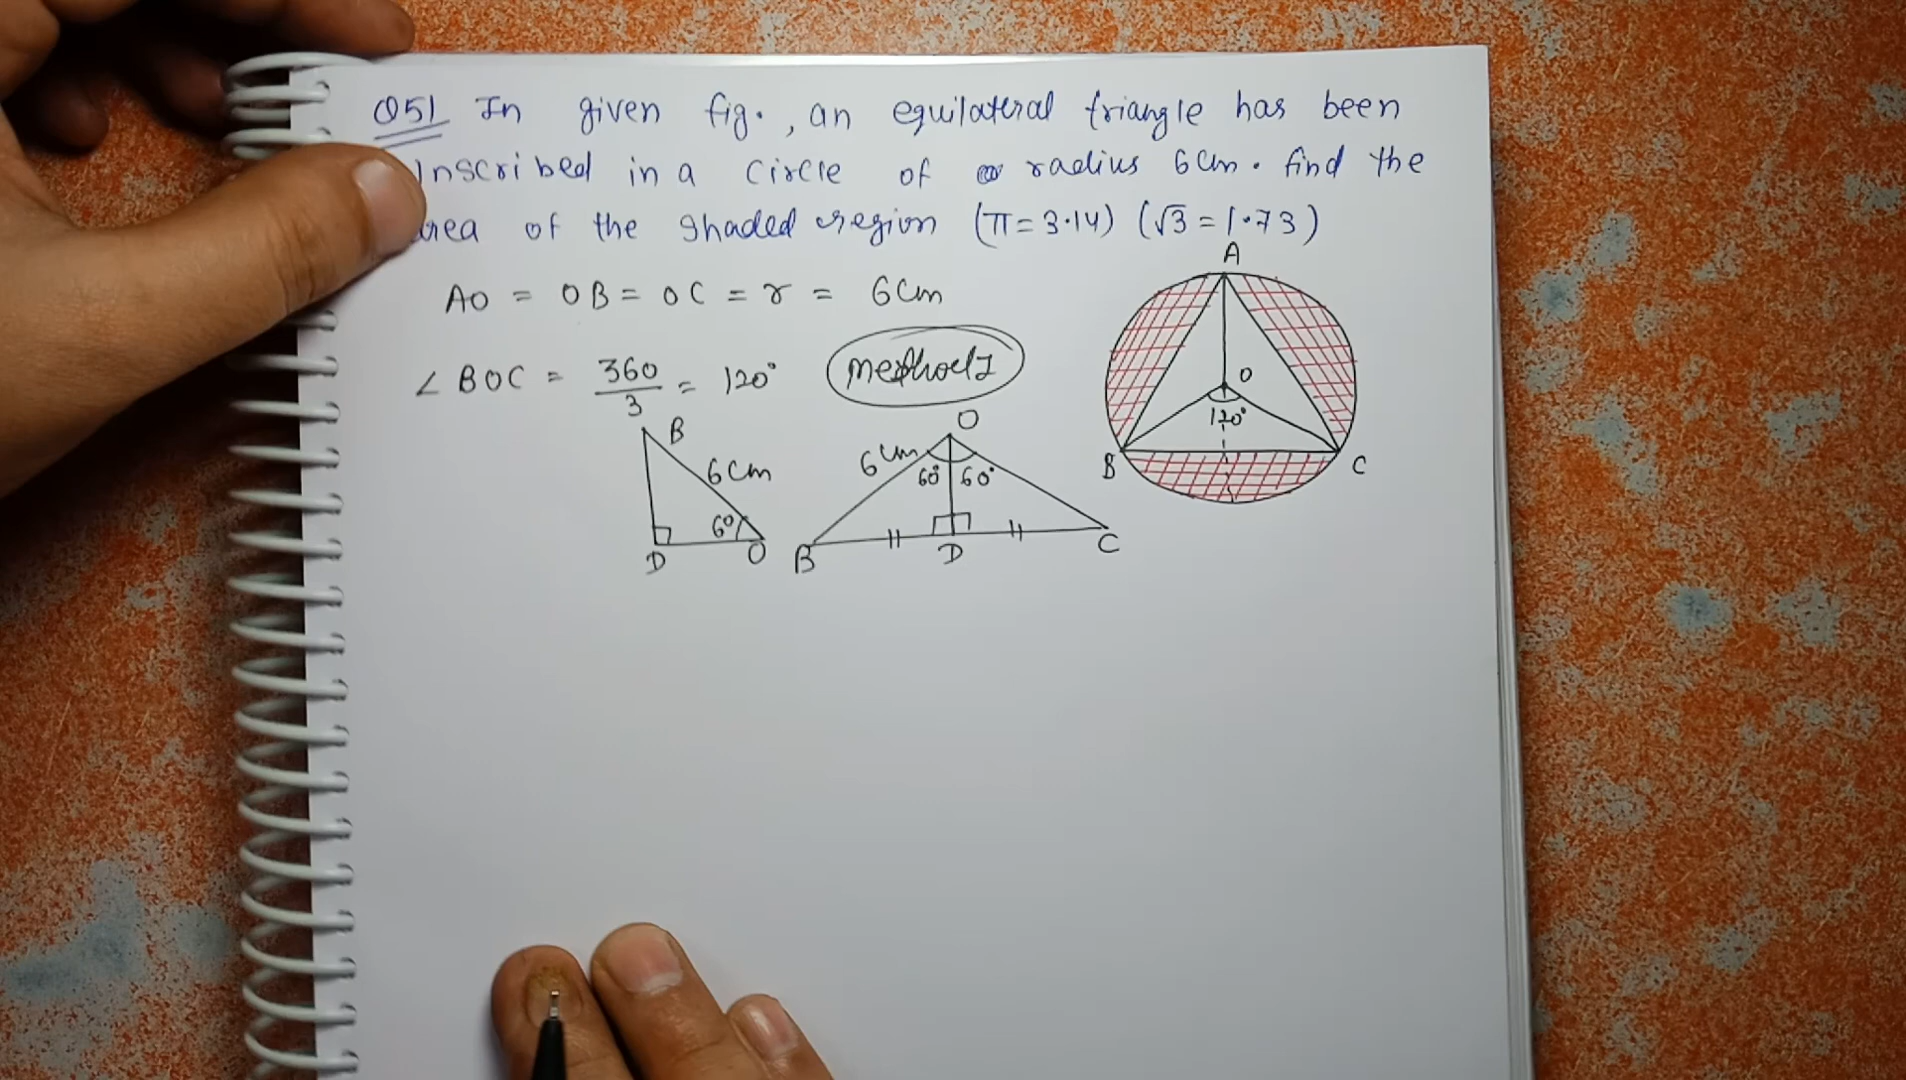 Q51 In given fig., an equilateral triangle has been
Inscribed in a circle of radius 6cm. find the
area of the shaded region (π = 3.14) (√3 = 1.73)
AO = OB = OC = r = 6cm
∠BOC = 360/3 = 120° Method I
A
O
120°
B
C
B
6cm
60
D
O
O
6cm
60° 60°
B
D
C